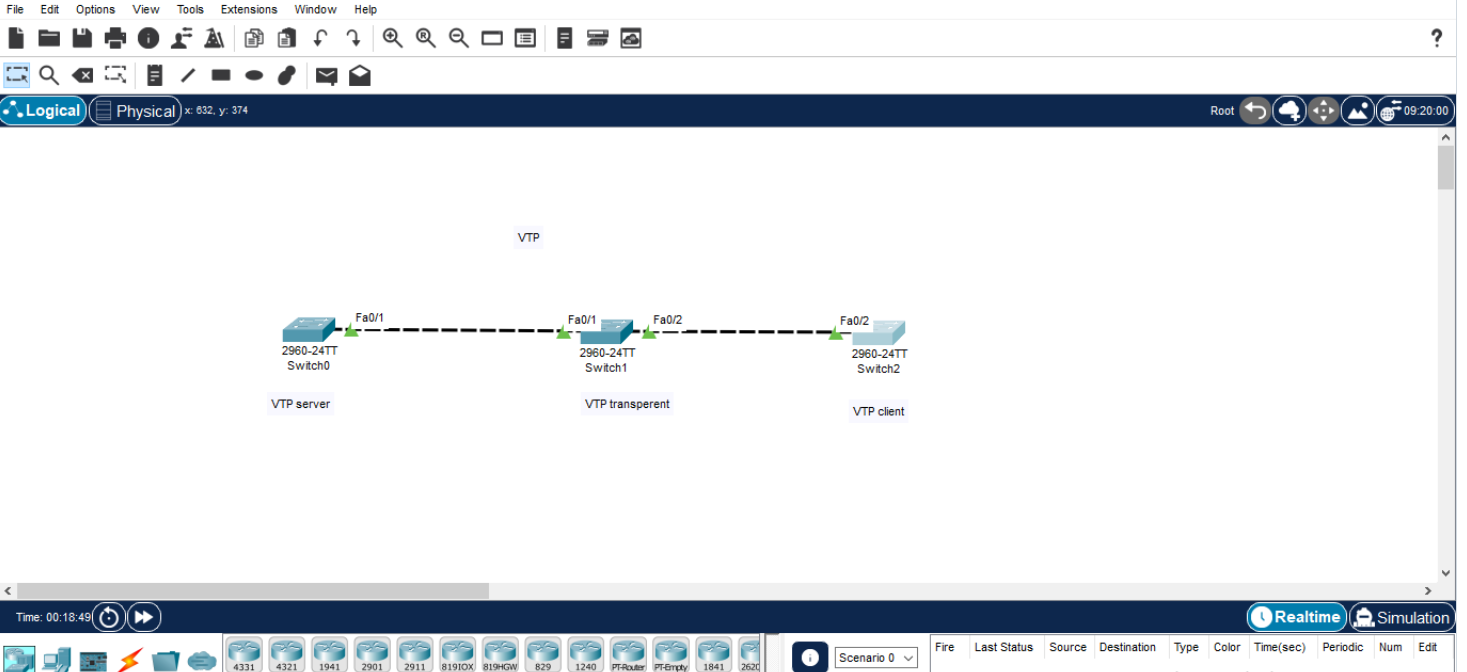 File Edit Options View Tools Extensions Window Help
?
Logical Physical x: 632, y: 374 Root 09:20:00
VTP
Fa0/1 Fa0/1 Fa0/2 Fa0/2
2960-24TT 2960-24TT 2960-24TT
Switch0 Switch1 Switch2
VTP server VTP transperent VTP client
Time: 00:18:49 Realtime Simulation
Scenario 0 Fire Last Status Source Destination Type Color Time(sec) Periodic Num Edit
4331 4321 1941 2901 2911 819IOX 819HGW 829 1240 PT-Router PT-Empty 1841 2620